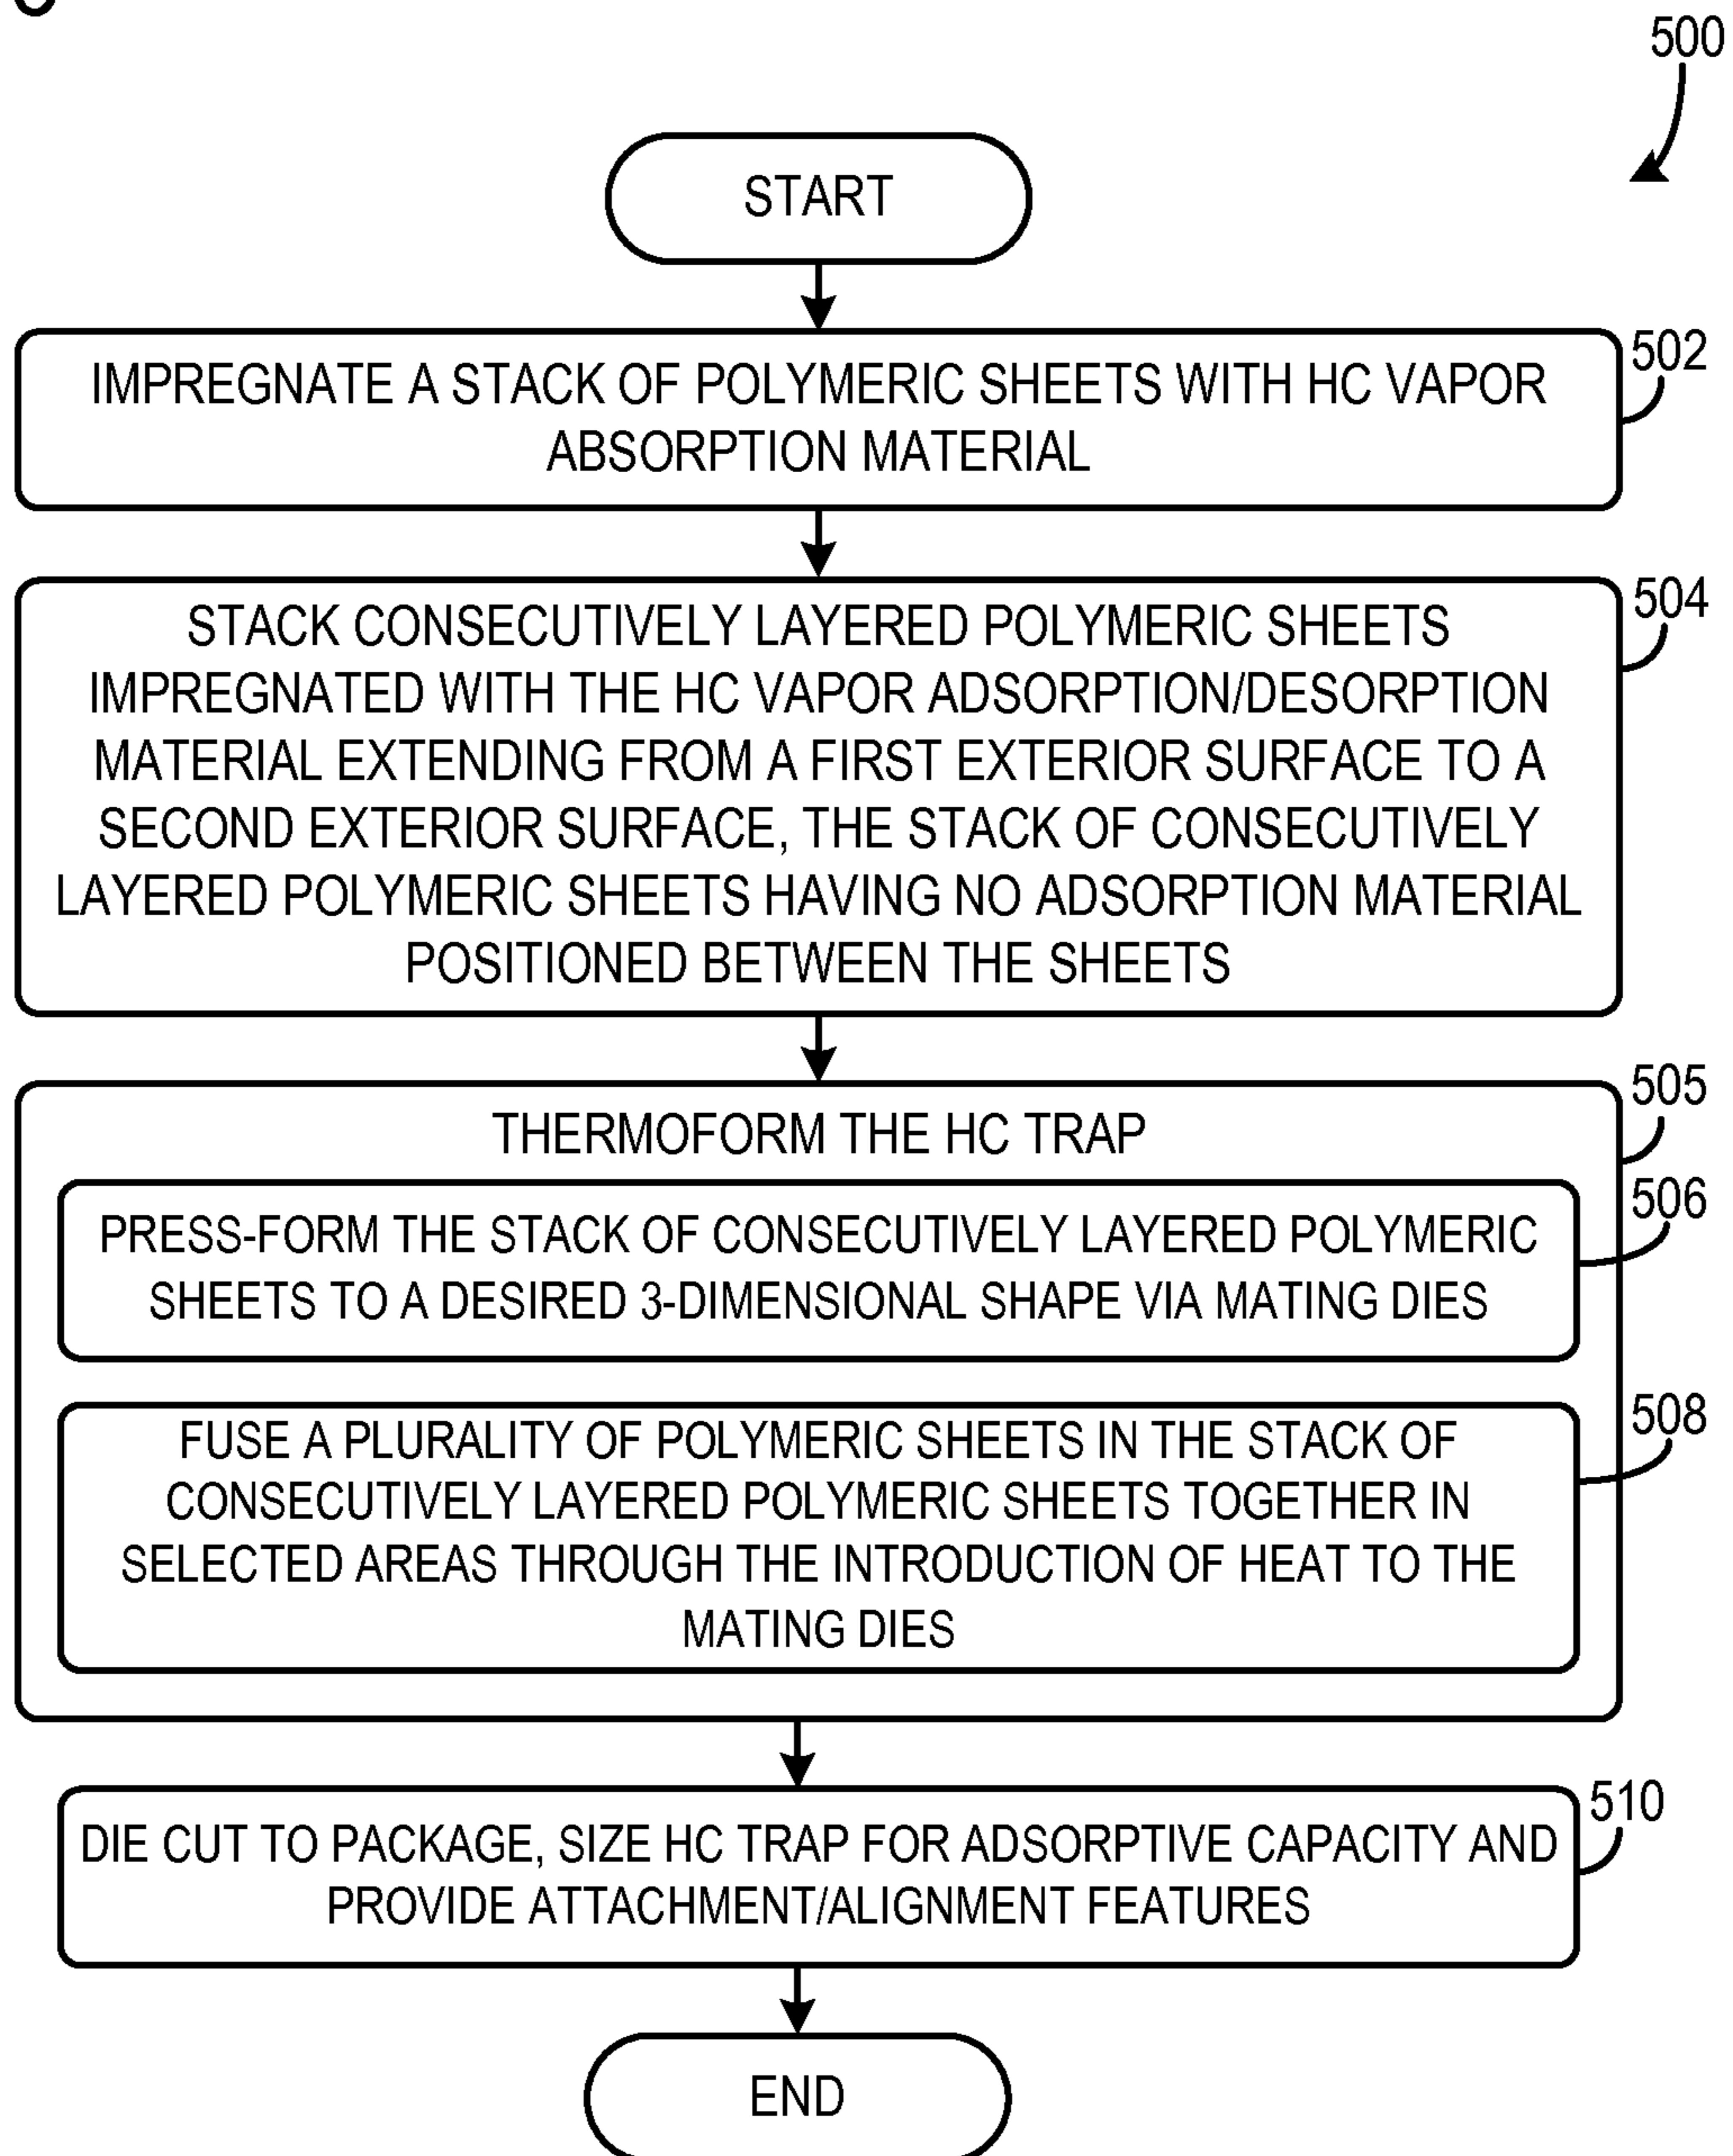 500
START
502
IMPREGNATE A STACK OF POLYMERIC SHEETS WITH HC VAPOR
ABSORPTION MATERIAL
504
STACK CONSECUTIVELY LAYERED POLYMERIC SHEETS
IMPREGNATED WITH THE HC VAPOR ADSORPTION/DESORPTION
MATERIAL EXTENDING FROM A FIRST EXTERIOR SURFACE TO A
SECOND EXTERIOR SURFACE, THE STACK OF CONSECUTIVELY
LAYERED POLYMERIC SHEETS HAVING NO ADSORPTION MATERIAL
POSITIONED BETWEEN THE SHEETS
505
THERMOFORM THE HC TRAP
506
PRESS-FORM THE STACK OF CONSECUTIVELY LAYERED POLYMERIC
SHEETS TO A DESIRED 3-DIMENSIONAL SHAPE VIA MATING DIES
508
FUSE A PLURALITY OF POLYMERIC SHEETS IN THE STACK OF
CONSECUTIVELY LAYERED POLYMERIC SHEETS TOGETHER IN
SELECTED AREAS THROUGH THE INTRODUCTION OF HEAT TO THE
MATING DIES
510
DIE CUT TO PACKAGE, SIZE HC TRAP FOR ADSORPTIVE CAPACITY AND
PROVIDE ATTACHMENT/ALIGNMENT FEATURES
END